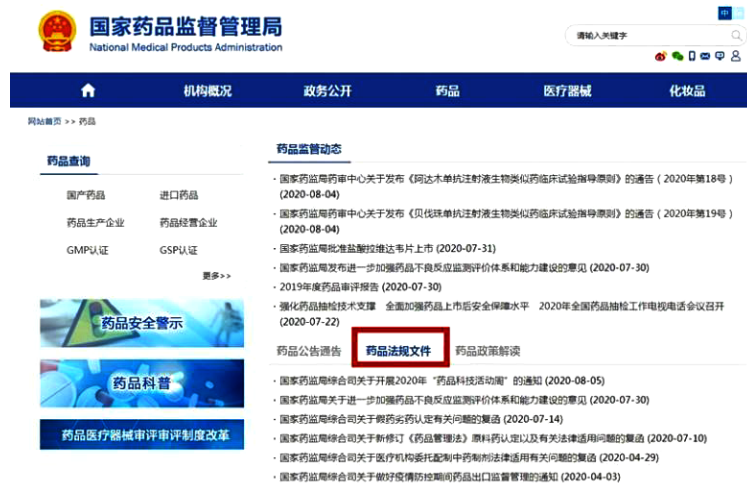 中
国家药品监督管理局
National Medical Products Administration
请输入关键字
机构概况 政务公开 药品 医疗器械 化妆品
网站首页 >> 药品
药品查询
国产药品 进口药品
药品生产企业 药品经营企业
GMP认证 GSP认证
更多>>
药品安全警示
药品科普
药品医疗器械审评审评制度改革
药品监管动态
· 国家药监局药审中心关于发布《阿达木单抗注射液生物类似药临床试验指导原则》的通告（2020年第18号）
(2020-08-04)
· 国家药监局药审中心关于发布《贝伐珠单抗注射液生物类似药临床试验指导原则》的通告（2020年第19号）
(2020-08-04)
· 国家药监局批准盐酸拉维达韦片上市 (2020-07-31)
· 国家药监局发布进一步加强药品不良反应监测评价体系和能力建设的意见 (2020-07-30)
· 2019年度药品审评报告 (2020-07-30)
· 强化药品抽检技术支撑 全面加强药品上市后安全保障水平 2020年全国药品抽检工作电视电话会议召开
(2020-07-22)
药品公告通告 药品法规文件 药品政策解读
· 国家药监局综合司关于开展2020年“药品科技活动周”的通知 (2020-08-05)
· 国家药监局关于进一步加强药品不良反应监测评价体系和能力建设的意见 (2020-07-30)
· 国家药监局综合司关于假药劣药认定有关问题的复函 (2020-07-14)
· 国家药监局综合司关于新修订《药品管理法》原料药认定以及有关法律适用问题的复函 (2020-07-10)
· 国家药监局综合司关于医疗机构委托配制中药制剂法律适用有关问题的复函 (2020-04-29)
· 国家药监局综合司关于做好疫情防控期间药品出口监督管理的通知 (2020-04-03)